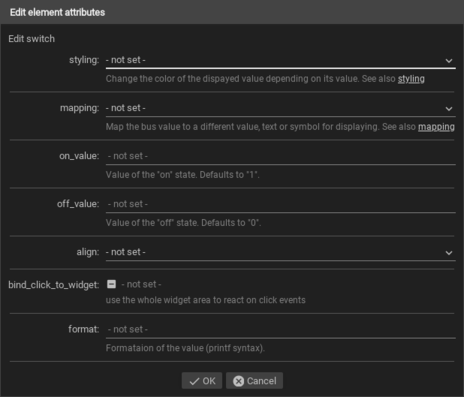 Edit element attributes
Edit switch
styling: - not set -
Change the color of the dispayed value depending on its value. See also styling
mapping: - not set -
Map the bus value to a different value, text or symbol for displaying. See also mapping
on_value: - not set -
Value of the "on" state. Defaults to "1".
off_value: - not set -
Value of the "off" state. Defaults to "0".
align: - not set -
bind_click_to_widget: - not set -
use the whole widget area to react on click events
format: - not set -
Formataion of the value (printf syntax).
OK Cancel